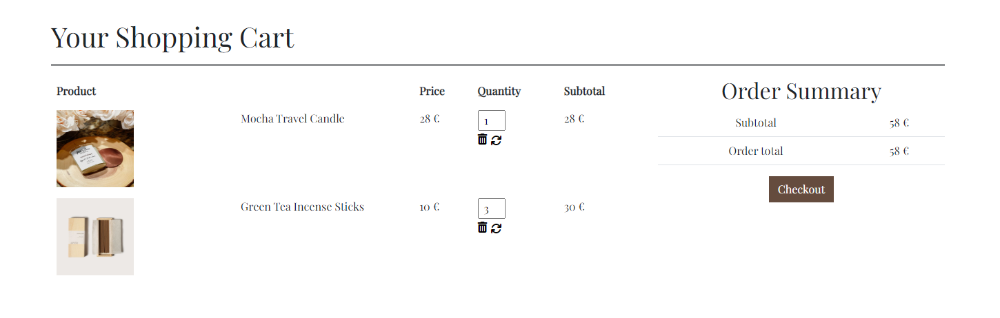 Your Shopping Cart
Product Price Quantity Subtotal
Mocha Travel Candle 28 € 1 28 €
Green Tea Incense Sticks 10 € 3 30 €
Order Summary
Subtotal 58 €
Order total 58 €
Checkout